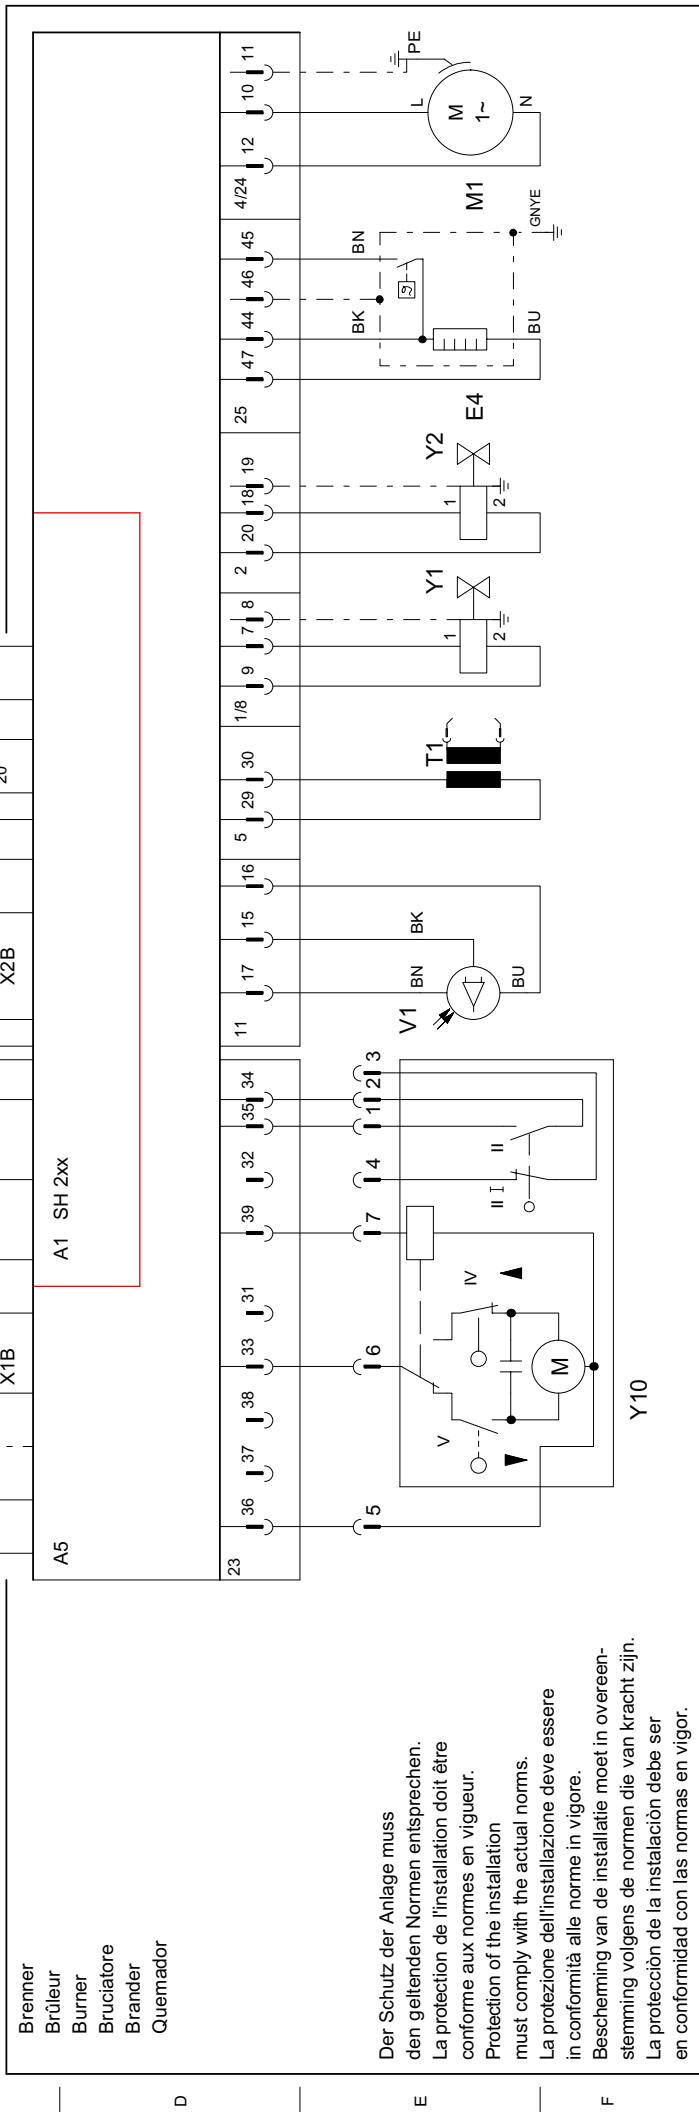 Brenner
Brûleur
Burner
Bruciatore
Brander
Quemador
X1B
X2B
20
A5
A1 SH 2xx
23
36
37
38
33
31
39
32
35
34
11
17
15
16
5
29
30
1/8
9
7
8
2
20
18
19
25
47
44
46
45
4/24
12
10
11
5
6
7
4
1
2
3
V
IV
II I
II
M
Y10
V1
BN
BK
BU
T1
Y1
1
2
Y2
1
2
E4
BK
BN
BU
GNYE
M1
L
PE
M
1~
N
Der Schutz der Anlage muss
den geltenden Normen entsprechen.
La protection de l'installation doit être
conforme aux normes en vigueur.
Protection of the installation
must comply with the actual norms.
La protezione dell'installazione deve essere
in conformità alle norme in vigore.
Bescherming van de installatie moet in overeen-
stemming volgens de normen die van kracht zijn.
La protecciòn de la instalaciòn debe ser
en conformidad con las normas en vigor.
D
E
F